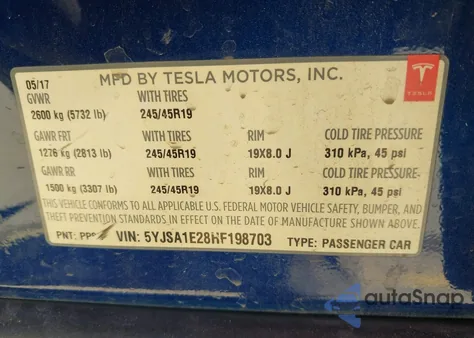 05/17 MFD BY TESLA MOTORS, INC.
GVWR WITH TIRES
2600 kg (5732 lb) 245/45R19
TESLA
GAWR FRT WITH TIRES RIM COLD TIRE PRESSURE
1276 kg (2813 lb) 245/45R19 19X8.0 J 310 kPa, 45 psi
GAWR RR WITH TIRES RIM COLD TIRE PRESSURE
1500 kg (3307 lb) 245/45R19 19X8.0 J 310 kPa, 45 psi
THIS VEHICLE CONFORMS TO ALL APPLICABLE U.S. FEDERAL MOTOR VEHICLE SAFETY, BUMPER, AND
THEFT PREVENTION STANDARDS IN EFFECT ON THE DATE OF MANUFACTURE SHOWN ABOVE.
PNT: VIN: 5YJSA1E28HF198703 TYPE: PASSENGER CAR
autoSnap